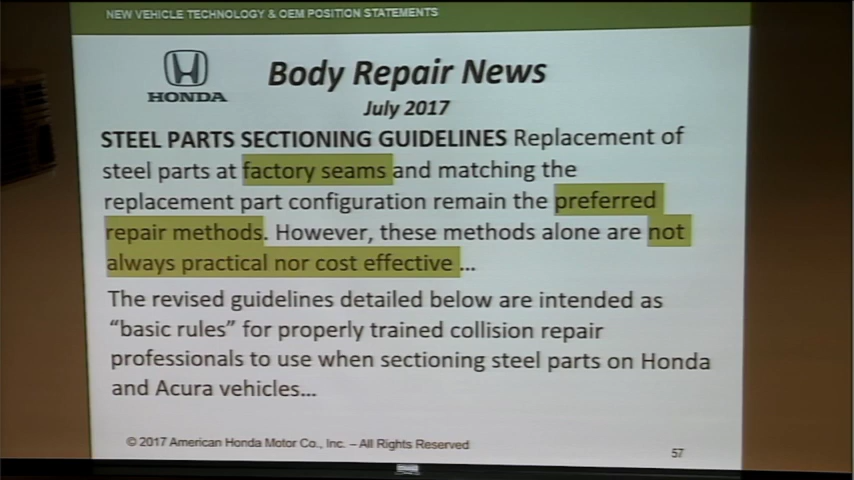 NEW VEHICLE TECHNOLOGY & OEM POSITION STATEMENTS
HONDA
Body Repair News
July 2017
STEEL PARTS SECTIONING GUIDELINES Replacement of
steel parts at factory seams and matching the
replacement part configuration remain the preferred
repair methods. However, these methods alone are not
always practical nor cost effective ...
The revised guidelines detailed below are intended as
“basic rules” for properly trained collision repair
professionals to use when sectioning steel parts on Honda
and Acura vehicles...
© 2017 American Honda Motor Co., Inc. – All Rights Reserved
57